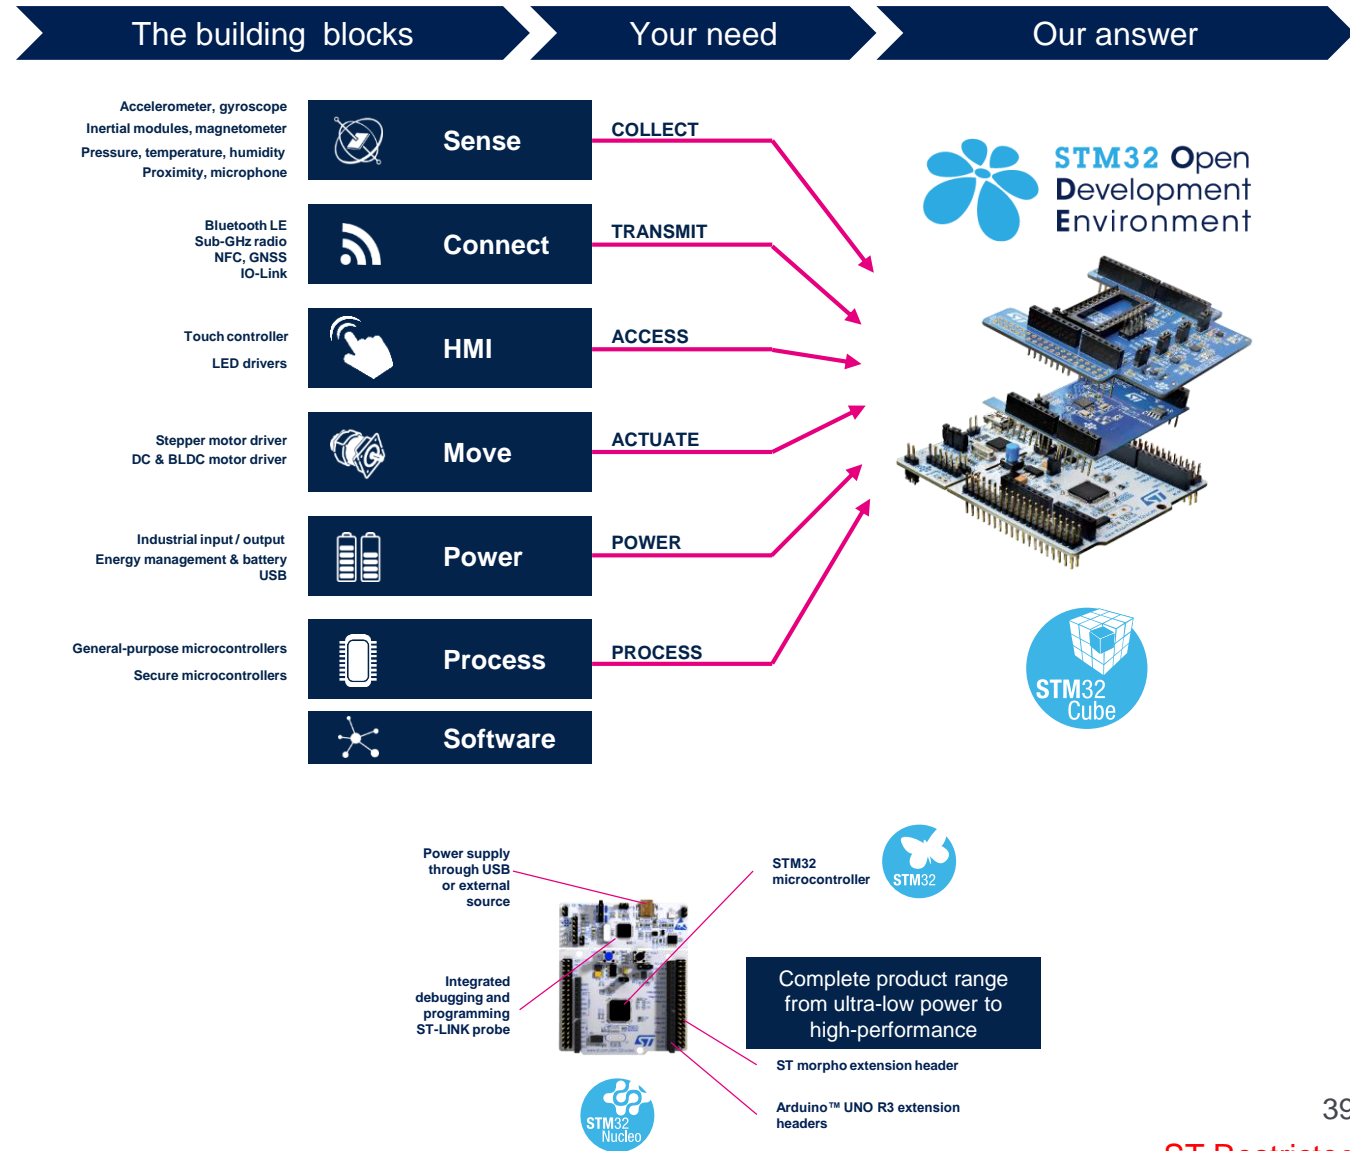 The building blocks
Your need
Our answer
Accelerometer, gyroscope
Inertial modules, magnetometer
Pressure, temperature, humidity
Proximity, microphone
Sense
COLLECT
STM32 Open
Development
Environment
Bluetooth LE
Sub-GHz radio
NFC, GNSS
IO-Link
Connect
TRANSMIT
Touch controller
LED drivers
HMI
ACCESS
Stepper motor driver
DC & BLDC motor driver
Move
ACTUATE
Industrial input / output
Energy management & battery
USB
Power
POWER
General-purpose microcontrollers
Secure microcontrollers
Process
PROCESS
STM32
Cube
Software
Power supply
through USB
or external
source
STM32
microcontroller
STM32
Integrated
debugging and
programming
ST-LINK probe
Complete product range
from ultra-low power to
high-performance
ST morpho extension header
Arduino™ UNO R3 extension
headers
STM32
Nucleo
39